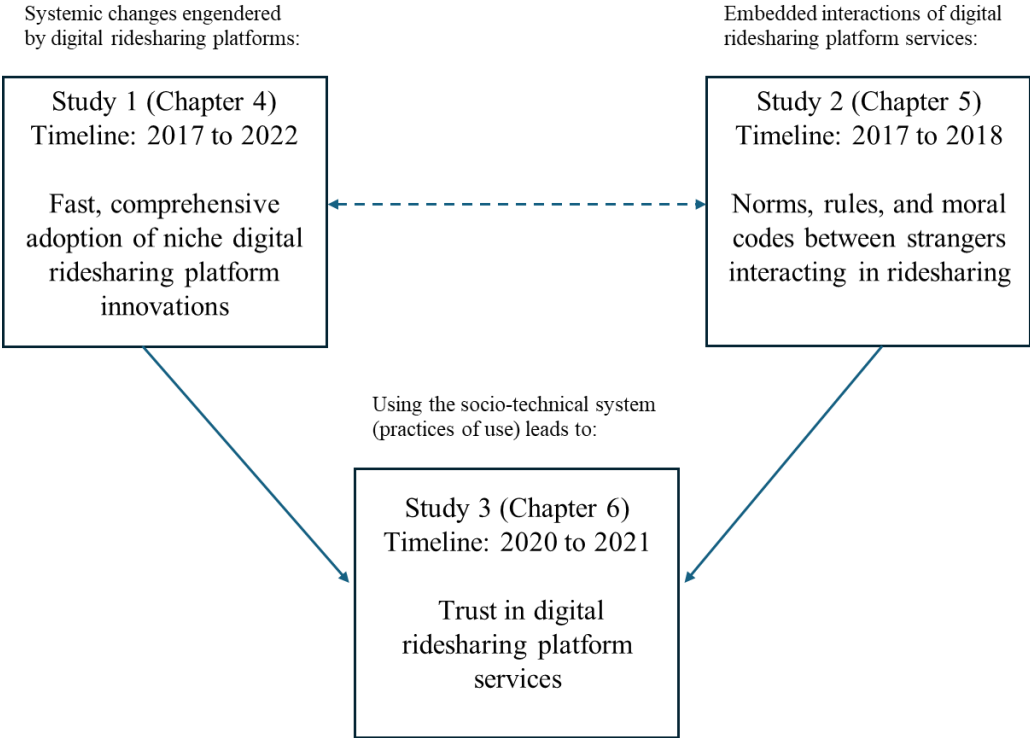 Systemic changes engendered
by digital ridesharing platforms:
Study 1 (Chapter 4)
Timeline: 2017 to 2022
Fast, comprehensive
adoption of niche digital
ridesharing platform
innovations
Embedded interactions of digital
ridesharing platform services:
Study 2 (Chapter 5)
Timeline: 2017 to 2018
Norms, rules, and moral
codes between strangers
interacting in ridesharing
Using the socio-technical system
(practices of use) leads to:
Study 3 (Chapter 6)
Timeline: 2020 to 2021
Trust in digital
ridesharing platform
services